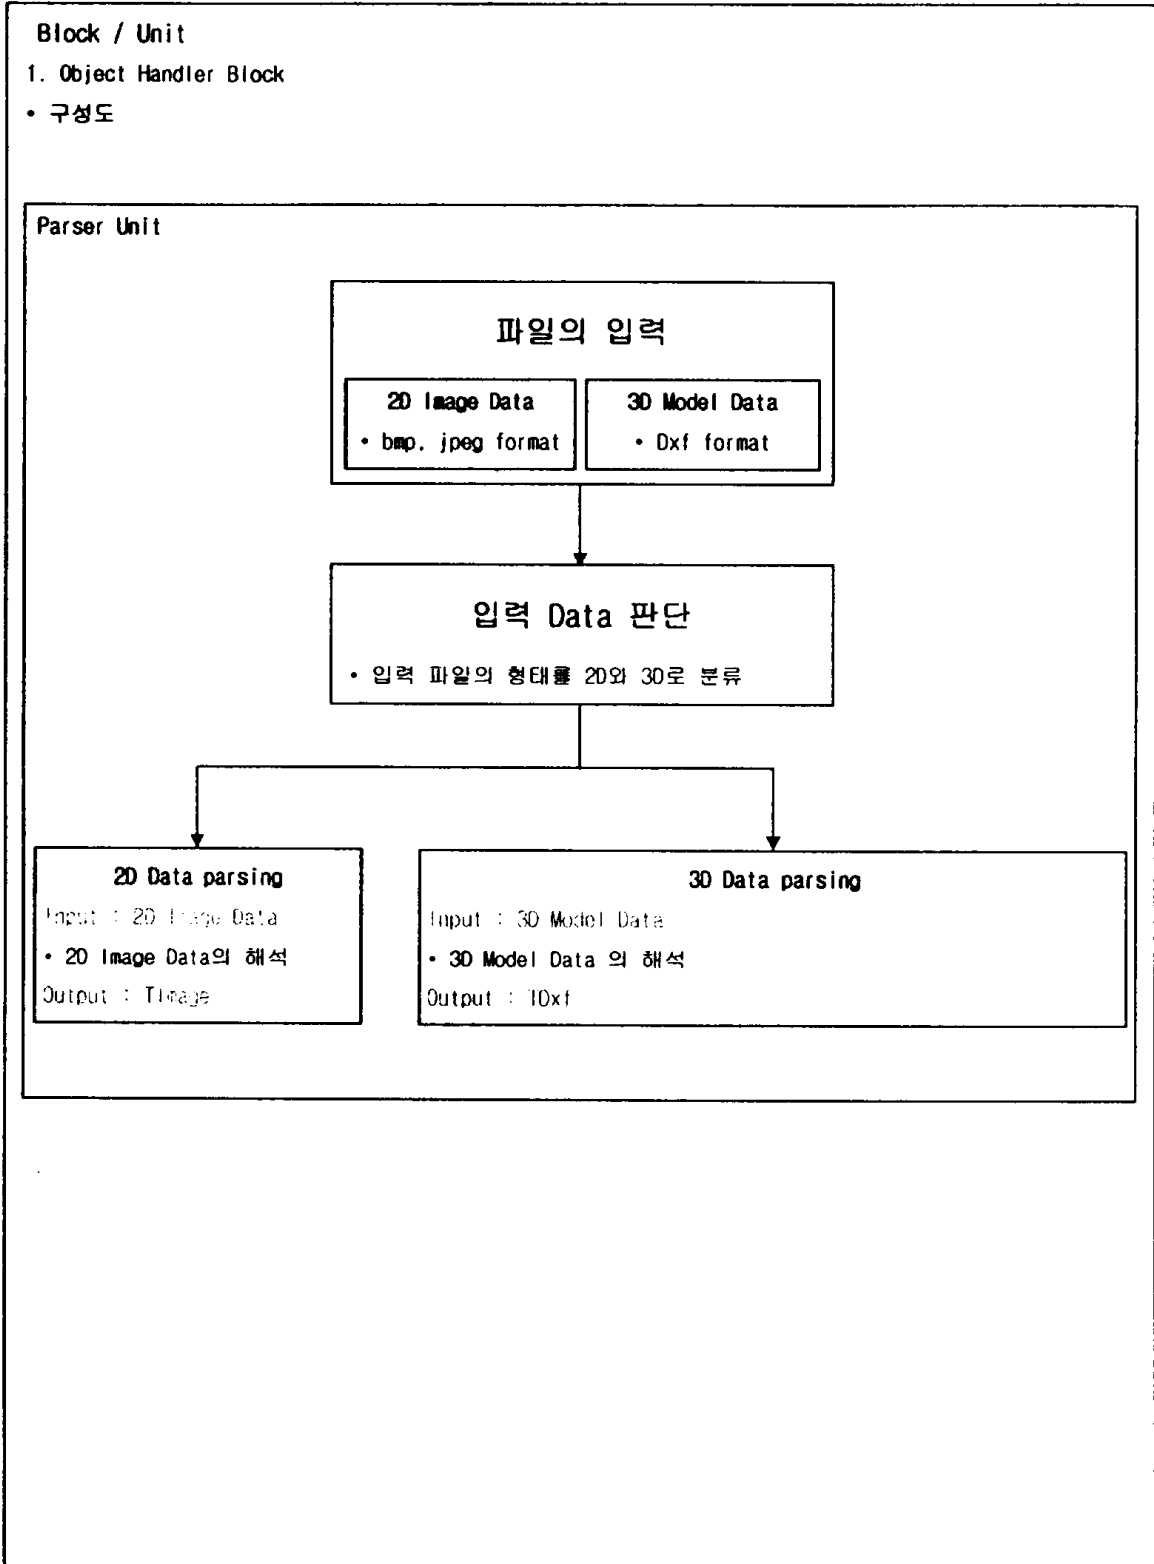 Block / Unit
1. Object Handler Block
• 구성도
Parser Unit
파일의 입력
2D Image Data
• bmp, jpeg format
3D Model Data
• Dxf format
입력 Data 판단
• 입력 파일의 형태를 2D와 3D로 분류
2D Data parsing
Input : 2D Image Data
• 2D Image Data의 해석
Output : TImage
3D Data parsing
Input : 3D Model Data
• 3D Model Data 의 해석
Output : TDxf